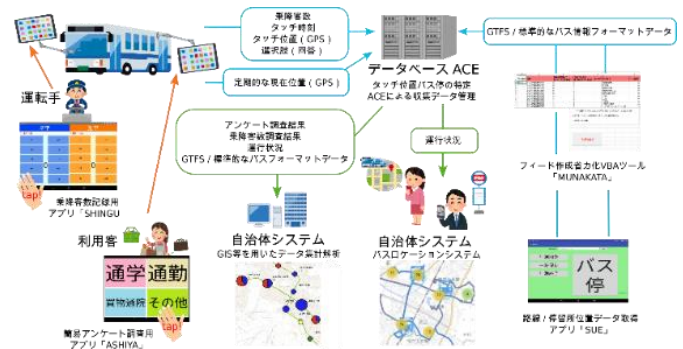 乗降客数
タッチ時刻
タッチ位置(GPS)
選択肢(回答)
定期的な現在位置(GPS)
データベース ACE
タッチ位置バス停の特定
ACEによる収集データ管理
GTFS / 標準的なバス情報フォーマットデータ
運転手
tap!
乗降客数記録用
アプリ「SHINGU
利用客
通学
通勤
買物通院
その他
tap!
簡易アンケート調査用
アプリ「ASHIYA」
アンケート調査結果
乗降客数調査結果
運行状況
GTFS / 標準的なバスフォーマットデータ
運行状況
自治体システム
GIS等を用いたデータ集計解析
自治体システム
バスロケーションシステム
フィード作成省力化VBAツール
「MUNAKATA」
バス
停
路線 / 停留所位置データ取得
アプリ「SUE」